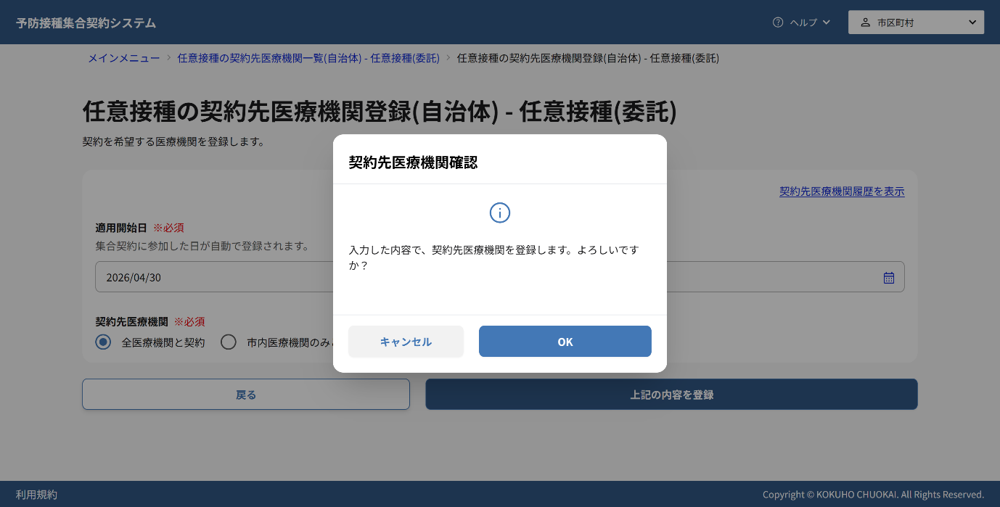 予防接種集合契約システム
ヘルプ
市区町村
メインメニュー > 任意接種の契約先医療機関一覧(自治体) - 任意接種(委託) > 任意接種の契約先医療機関登録(自治体) - 任意接種(委託)
任意接種の契約先医療機関登録(自治体) - 任意接種(委託)
契約を希望する医療機関を登録します。
契約先医療機関履歴を表示
適用開始日 ※必須
集合契約に参加した日が自動で登録されます。
2026/04/30
契約先医療機関 ※必須
全医療機関と契約 市内医療機関のみ
契約先医療機関確認
入力した内容で、契約先医療機関を登録します。よろしいです
か?
キャンセル
OK
戻る
上記の内容を登録
利用規約
Copyright © KOKUHO CHUOKAI. All Rights Reserved.